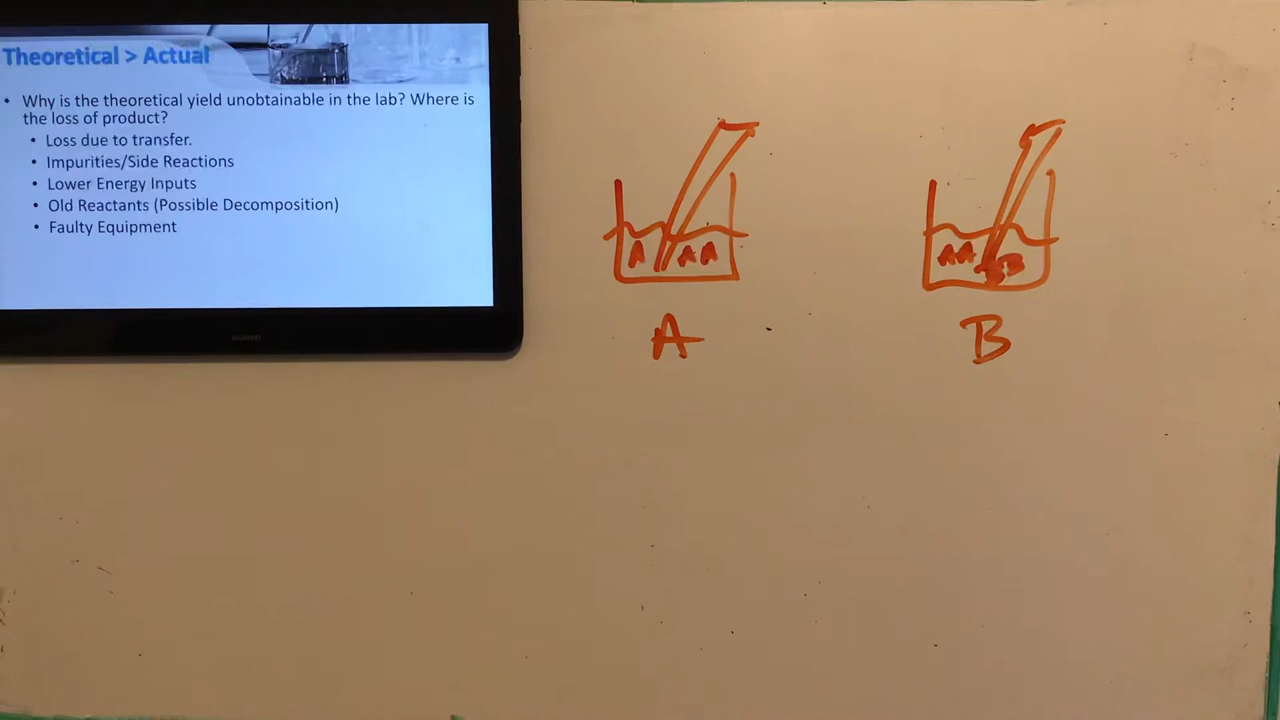 Theoretical > Actual
• Why is the theoretical yield unobtainable in the lab? Where is
the loss of product?
• Loss due to transfer.
• Impurities/Side Reactions
• Lower Energy Inputs
• Old Reactants (Possible Decomposition)
• Faulty Equipment
HUAWEI
A AA
AA B
A
B